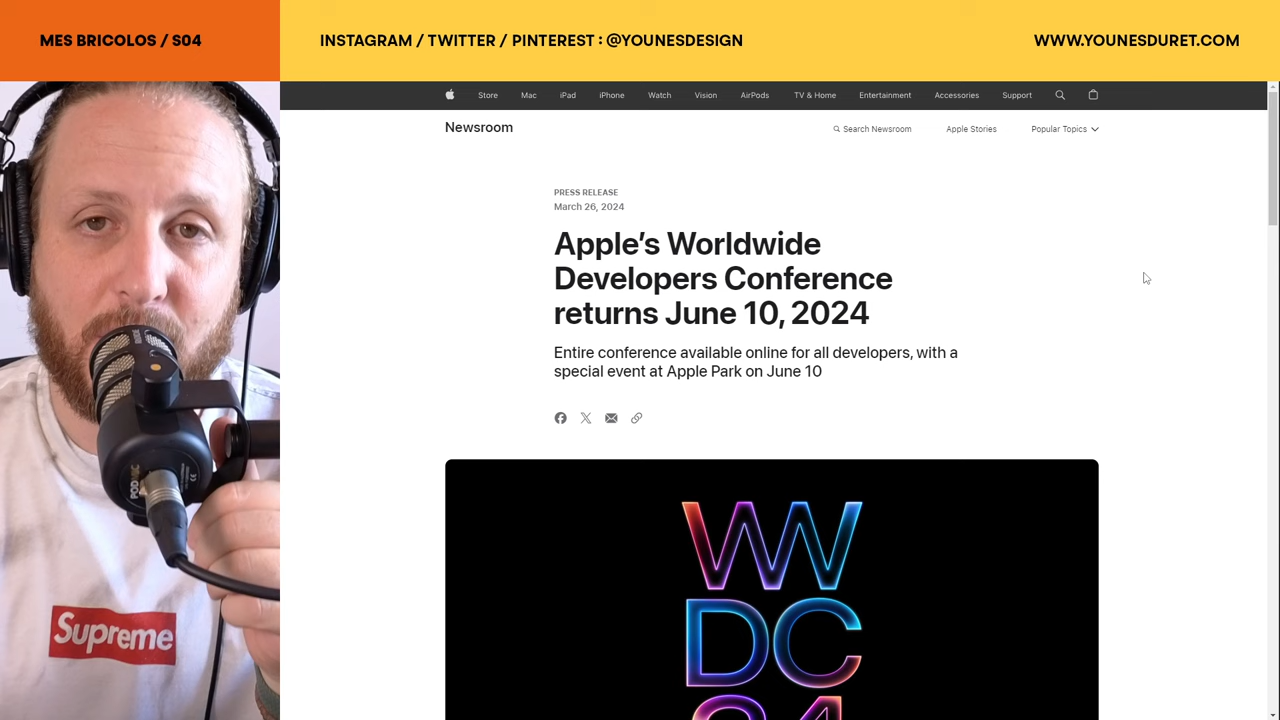 MES BRICOLOS / S04
INSTAGRAM / TWITTER / PINTEREST : @YOUNESDESIGN
WWW.YOUNESDURET.COM
Store Mac iPad iPhone Watch Vision AirPods TV & Home Entertainment Accessories Support
Newsroom
Search Newsroom Apple Stories Popular Topics
PRESS RELEASE
March 26, 2024
Apple’s Worldwide
Developers Conference
returns June 10, 2024
Entire conference available online for all developers, with a
special event at Apple Park on June 10
WW
DC
24
RØDE
PODMIC
Supreme